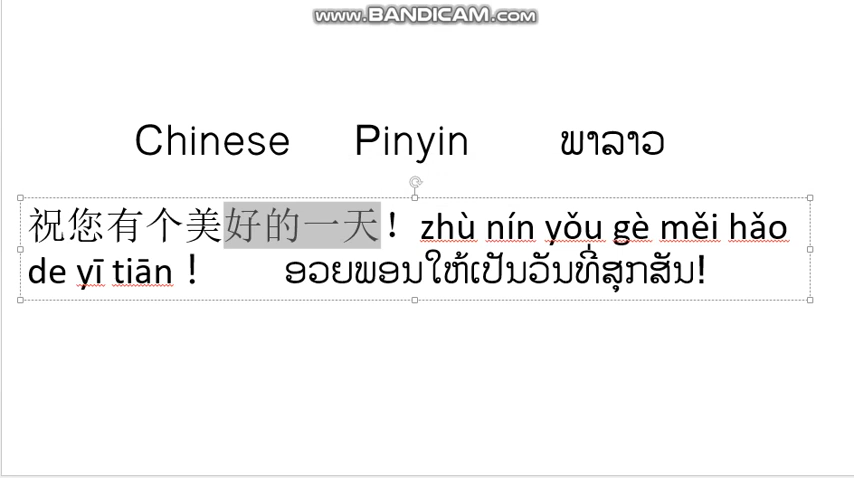 www.BANDICAM.com
Chinese Pinyin ພາລາວ
祝您有个美好的一天！ zhù nín yǒu gè měi hǎo
de yī tiān！ ອວຍພອນໃຫ້ເປັນວັນທີ່ສຸກສັນ!